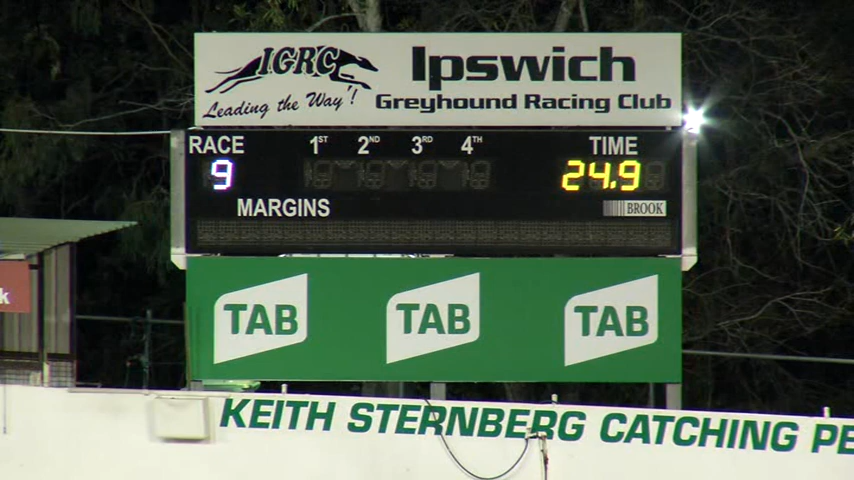 IGRC
Leading the Way!
Ipswich
Greyhound Racing Club
RACE 1ST 2ND 3RD 4TH TIME
9 24.9
MARGINS BROOK
TAB TAB TAB
k
KEITH STERNBERG CATCHING PE